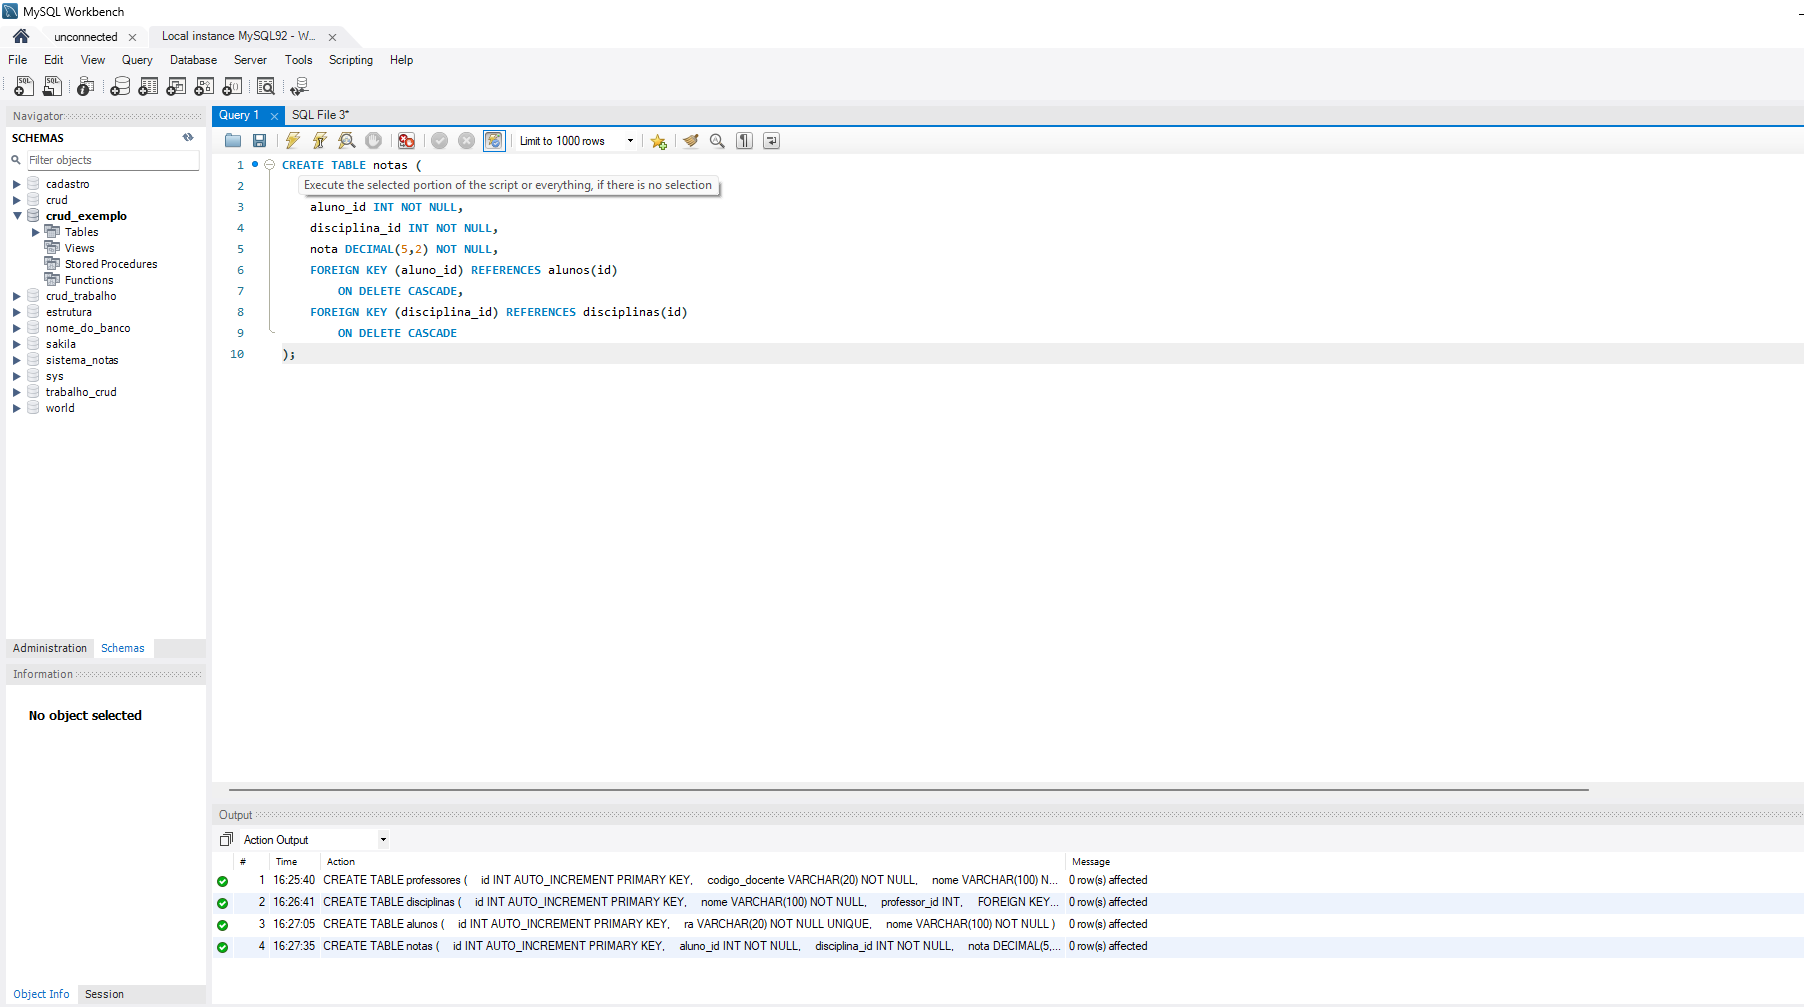 MySQL Workbench
unconnected
Local instance MySQL92 - W...
File Edit View Query Database Server Tools Scripting Help
Navigator
SCHEMAS
Filter objects
cadastro
crud
crud_exemplo
Tables
Views
Stored Procedures
Functions
crud_trabalho
estrutura
nome_do_banco
sakila
sistema_notas
sys
trabalho_crud
world
Administration Schemas
Information
No object selected
Object Info Session
Query 1 SQL File 3*
Limit to 1000 rows
1 CREATE TABLE notas (
2
Execute the selected portion of the script or everything, if there is no selection
3 aluno_id INT NOT NULL,
4 disciplina_id INT NOT NULL,
5 nota DECIMAL(5,2) NOT NULL,
6 FOREIGN KEY (aluno_id) REFERENCES alunos(id)
7 ON DELETE CASCADE,
8 FOREIGN KEY (disciplina_id) REFERENCES disciplinas(id)
9 ON DELETE CASCADE
10 );
Output
Action Output
# Time Action Message
1 16:25:40 CREATE TABLE professores ( id INT AUTO_INCREMENT PRIMARY KEY, codigo_docente VARCHAR(20) NOT NULL, nome VARCHAR(100) N... 0 row(s) affected
2 16:26:41 CREATE TABLE disciplinas ( id INT AUTO_INCREMENT PRIMARY KEY, nome VARCHAR(100) NOT NULL, professor_id INT, FOREIGN KEY... 0 row(s) affected
3 16:27:05 CREATE TABLE alunos ( id INT AUTO_INCREMENT PRIMARY KEY, ra VARCHAR(20) NOT NULL UNIQUE, nome VARCHAR(100) NOT NULL ) 0 row(s) affected
4 16:27:35 CREATE TABLE notas ( id INT AUTO_INCREMENT PRIMARY KEY, aluno_id INT NOT NULL, disciplina_id INT NOT NULL, nota DECIMAL(5,... 0 row(s) affected